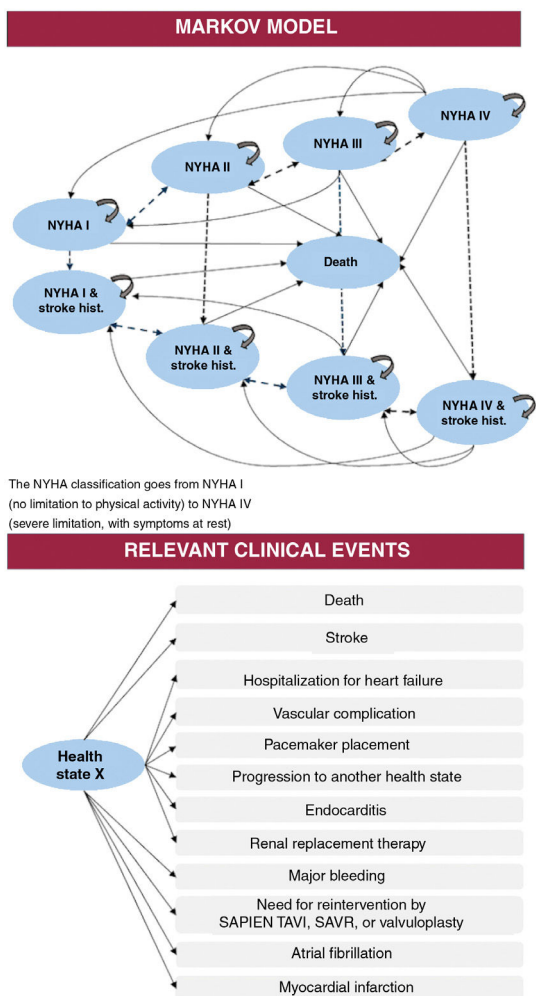 MARKOV MODEL
NYHA IV
NYHA III
NYHA II
NYHA I
Death
NYHA I &
stroke hist.
NYHA II &
stroke hist.
NYHA III &
stroke hist.
NYHA IV &
stroke hist.
The NYHA classification goes from NYHA I
(no limitation to physical activity) to NYHA IV
(severe limitation, with symptoms at rest)
RELEVANT CLINICAL EVENTS
Death
Stroke
Hospitalization for heart failure
Vascular complication
Pacemaker placement
Health
state X
Progression to another health state
Endocarditis
Renal replacement therapy
Major bleeding
Need for reintervention by
SAPIEN TAVI, SAVR, or valvuloplasty
Atrial fibrillation
Myocardial infarction